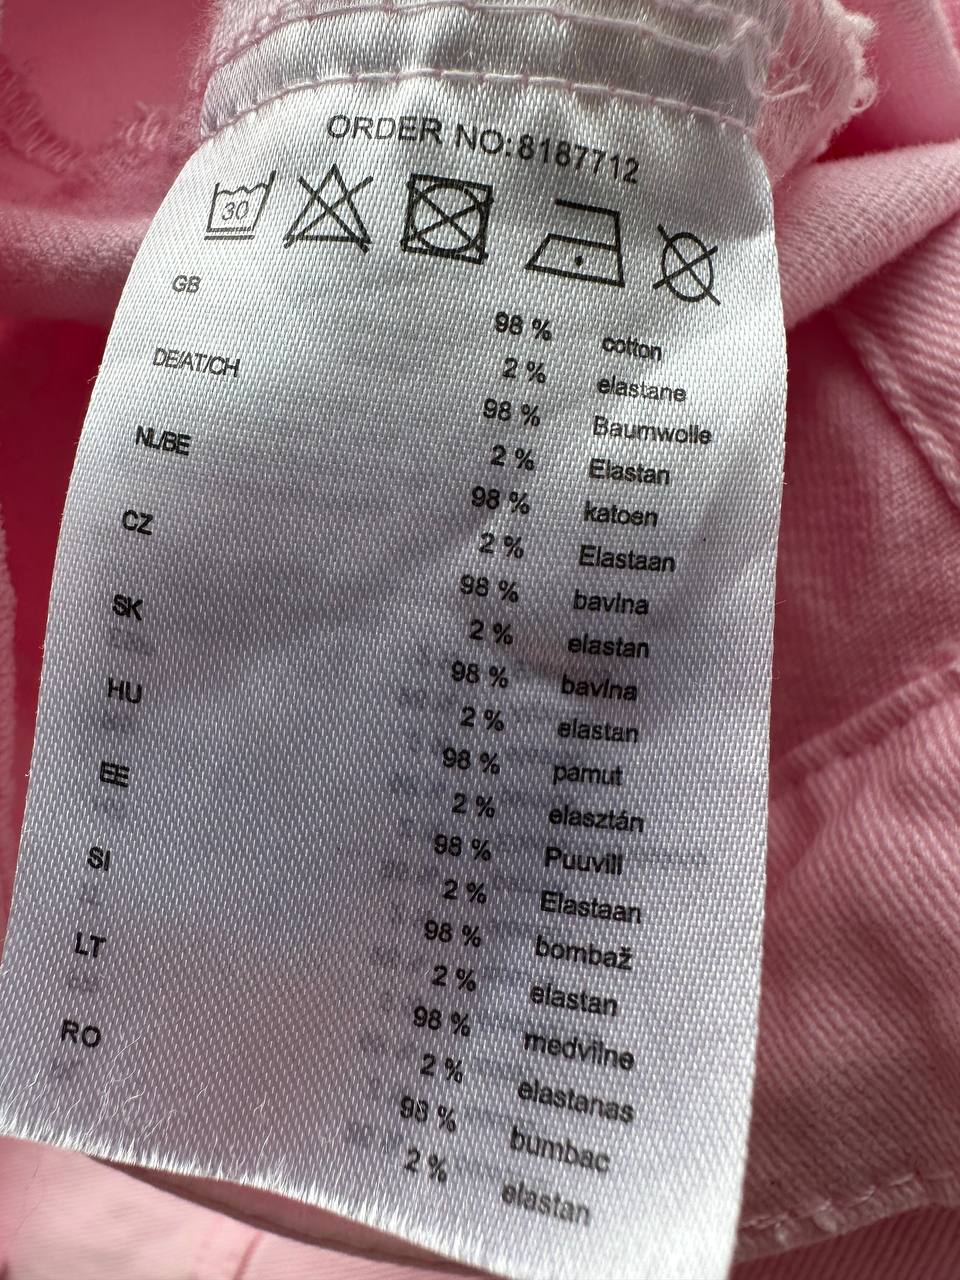 ORDER NO:8187712
30
GB
98 % cotton
2 % elastane
DE/AT/CH
98 % Baumwolle
2 % Elastan
NL/BE
98 % katoen
2 % Elastaan
CZ
98 % bavlna
2 % elastan
SK
98 % bavlna
2 % elastan
HU
98 % pamut
2 % elasztán
EE
98 % Puuvill
2 % Elastaan
SI
98 % bombaž
2 % elastan
LT
98 % medvilne
2 % elastanas
RO
98 % bumbac
2 % elastan